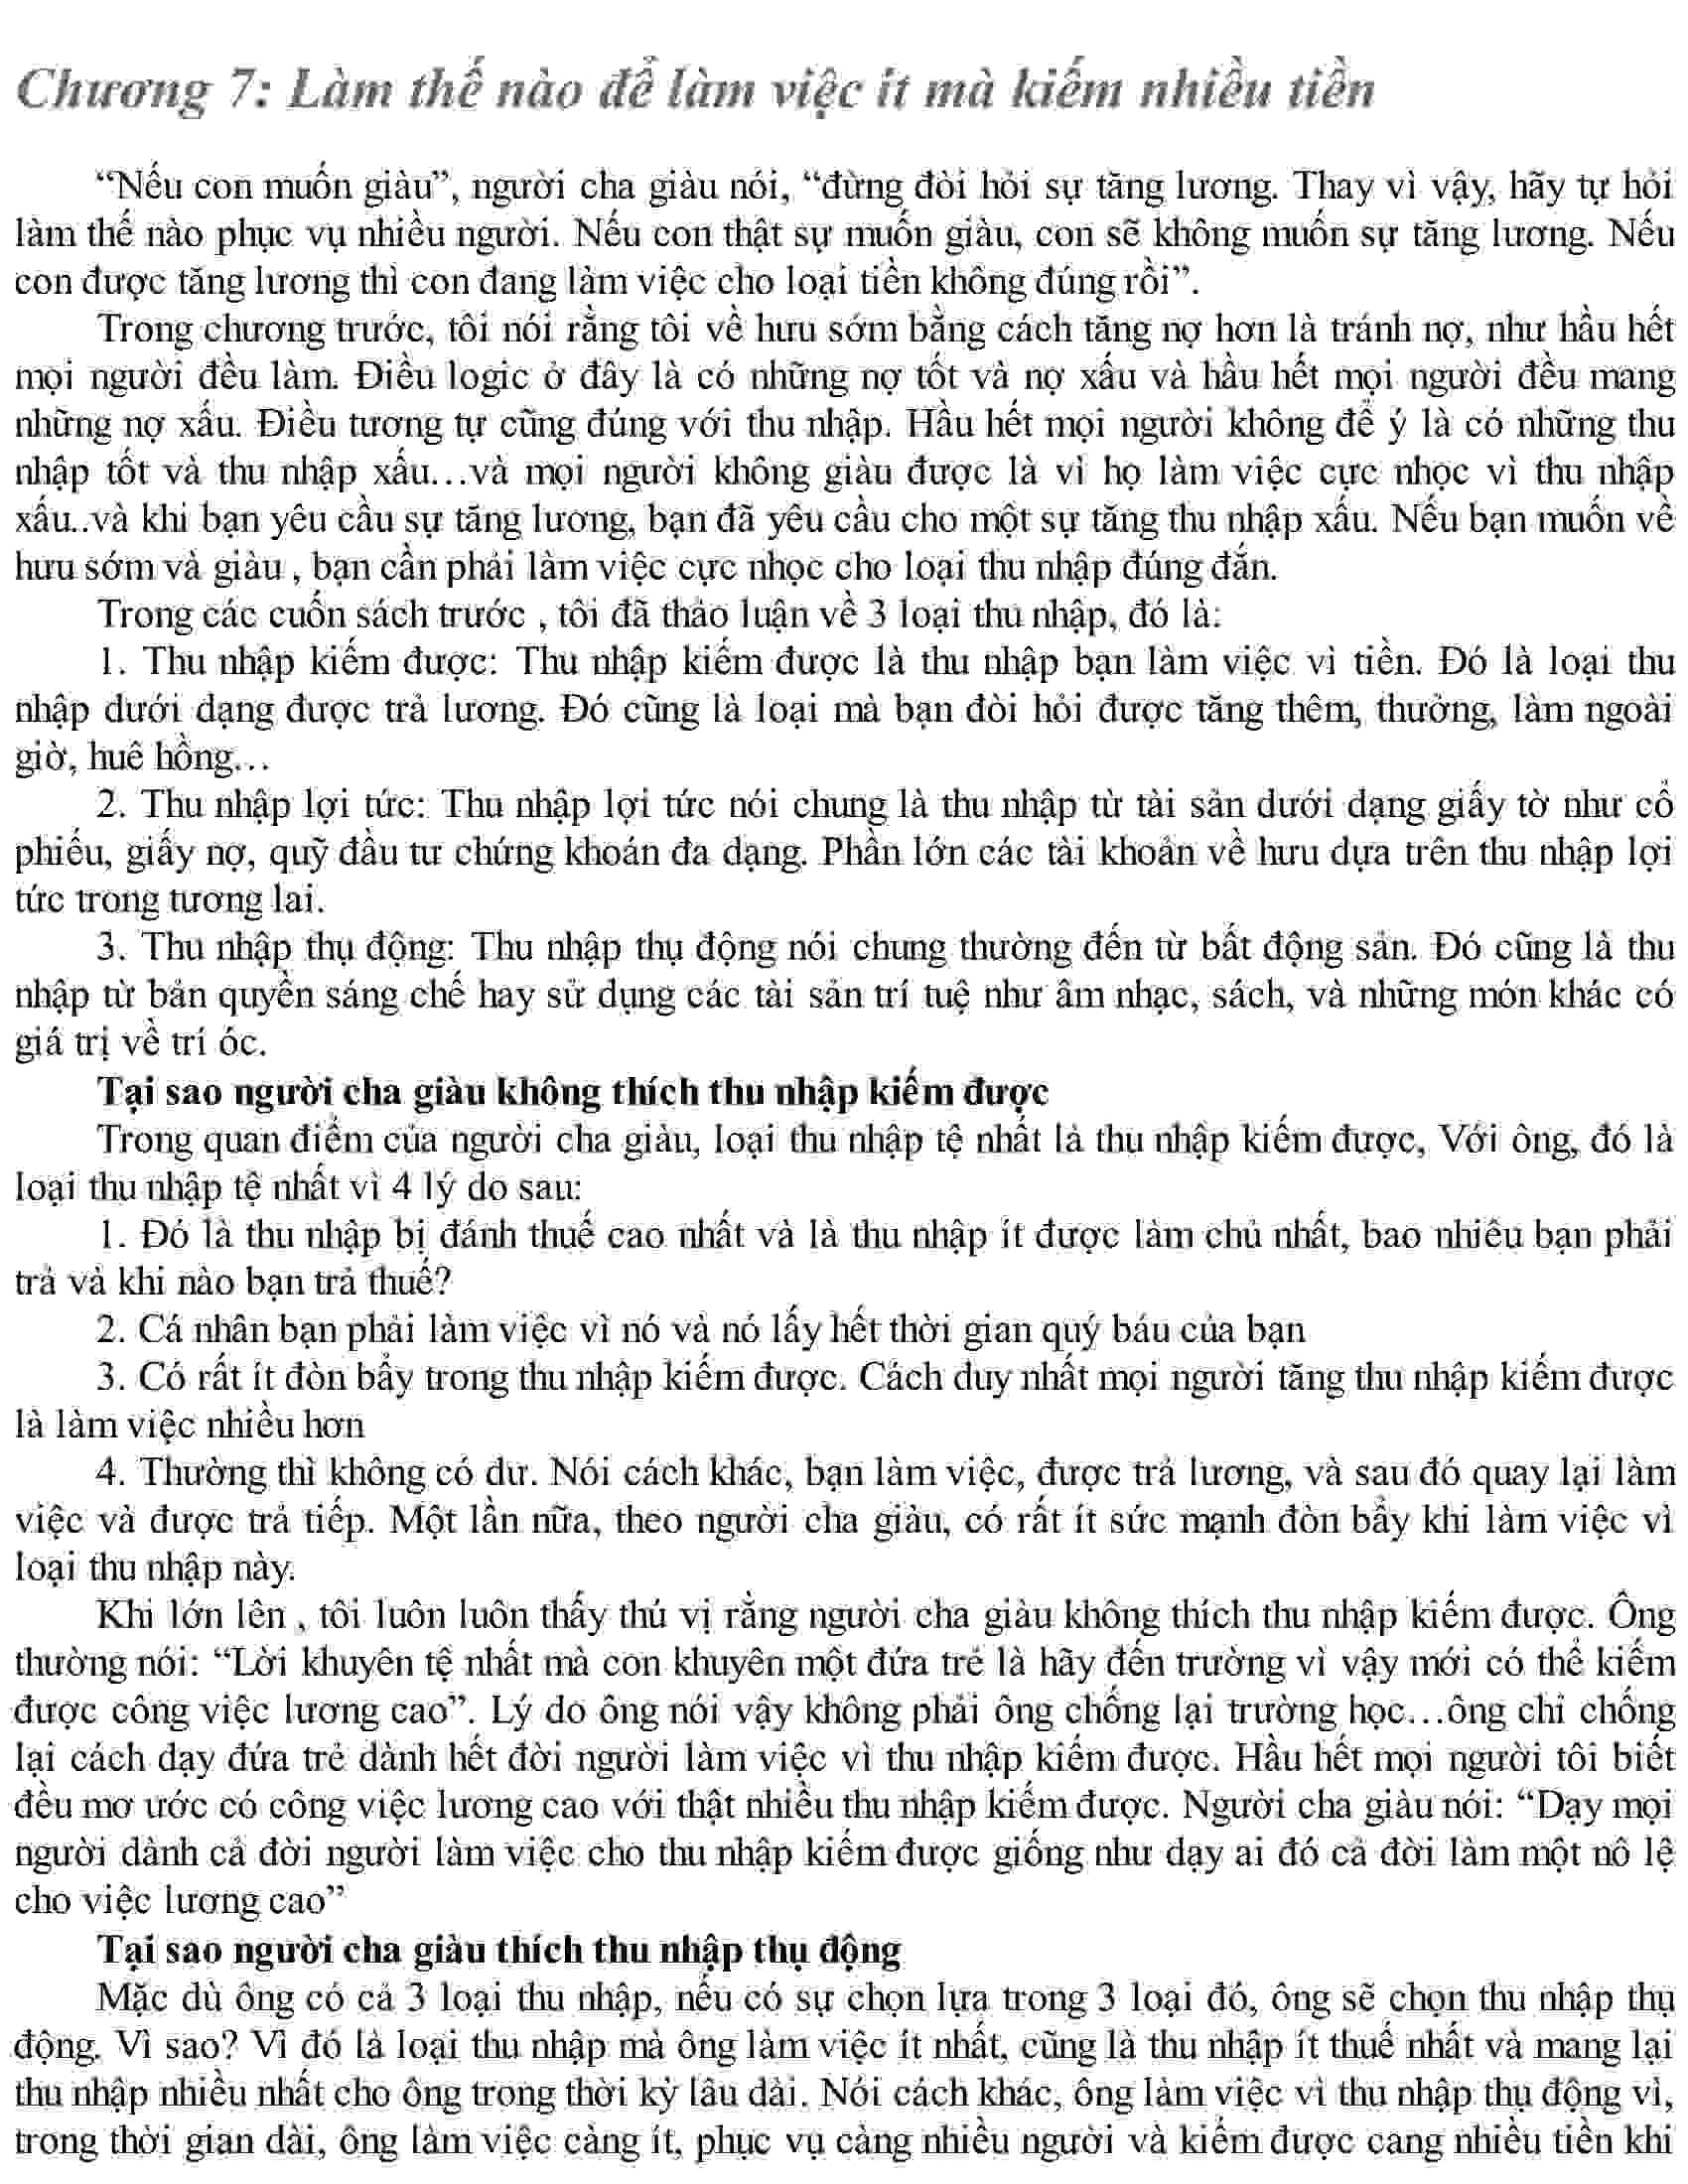 Chương 7: Làm thế nào để làm việc ít mà kiếm nhiều tiền
“Nếu con muốn giàu”, người cha giàu nói, “đừng đòi hỏi sự tăng lương. Thay vì vậy, hãy tự hỏi
làm thế nào phục vụ nhiều người. Nếu con thật sự muốn giàu, con sẽ không muốn sự tăng lương. Nếu
con được tăng lương thì con đang làm việc cho loại tiền không đúng rồi”.
Trong chương trước, tôi nói rằng tôi về hưu sớm bằng cách tăng nợ hơn là tránh nợ, như hầu hết
mọi người đều làm. Điều logic ở đây là có những nợ tốt và nợ xấu và hầu hết mọi người đều mang
những nợ xấu. Điều tương tự cũng đúng với thu nhập. Hầu hết mọi người không để ý là có những thu
nhập tốt và thu nhập xấu…và mọi người không giàu được là vì họ làm việc cực nhọc vì thu nhập
xấu..và khi bạn yêu cầu sự tăng lương, bạn đã yêu cầu cho một sự tăng thu nhập xấu. Nếu bạn muốn về
hưu sớm và giàu , bạn cần phải làm việc cực nhọc cho loại thu nhập đúng đắn.
Trong các cuốn sách trước , tôi đã thảo luận về 3 loại thu nhập, đó là:
1. Thu nhập kiếm được: Thu nhập kiếm được là thu nhập bạn làm việc vì tiền. Đó là loại thu
nhập dưới dạng được trả lương. Đó cũng là loại mà bạn đòi hỏi được tăng thêm, thưởng, làm ngoài
giờ, huê hồng…
2. Thu nhập lợi tức: Thu nhập lợi tức nói chung là thu nhập từ tài sản dưới dạng giấy tờ như cổ
phiếu, giấy nợ, quỹ đầu tư chứng khoán đa dạng. Phần lớn các tài khoản về hưu dựa trên thu nhập lợi
tức trong tương lai.
3. Thu nhập thụ động: Thu nhập thụ động nói chung thường đến từ bất động sản. Đó cũng là thu
nhập từ bản quyền sáng chế hay sử dụng các tài sản trí tuệ như âm nhạc, sách, và những món khác có
giá trị về trí óc.
Tại sao người cha giàu không thích thu nhập kiếm được
Trong quan điểm của người cha giàu, loại thu nhập tệ nhất là thu nhập kiếm được, Với ông, đó là
loại thu nhập tệ nhất vì 4 lý do sau:
1. Đó là thu nhập bị đánh thuế cao nhất và là thu nhập ít được làm chủ nhất, bao nhiêu bạn phải
trả và khi nào bạn trả thuế?
2. Cá nhân bạn phải làm việc vì nó và nó lấy hết thời gian quý báu của bạn
3. Có rất ít đòn bẩy trong thu nhập kiếm được. Cách duy nhất mọi người tăng thu nhập kiếm được
là làm việc nhiều hơn
4. Thường thì không có dư. Nói cách khác, bạn làm việc, được trả lương, và sau đó quay lại làm
việc và được trả tiếp. Một lần nữa, theo người cha giàu, có rất ít sức mạnh đòn bẩy khi làm việc vì
loại thu nhập này.
Khi lớn lên , tôi luôn luôn thấy thú vị rằng người cha giàu không thích thu nhập kiếm được. Ông
thường nói: “Lời khuyên tệ nhất mà con khuyên một đứa trẻ là hãy đến trường vì vậy mới có thể kiếm
được công việc lương cao”. Lý do ông nói vậy không phải ông chống lại trường học…ông chỉ chống
lại cách dạy đứa trẻ dành hết đời người làm việc vì thu nhập kiếm được. Hầu hết mọi người tôi biết
đều mơ ước có công việc lương cao với thật nhiều thu nhập kiếm được. Người cha giàu nói: “Dạy mọi
người dành cả đời người làm việc cho thu nhập kiếm được giống như dạy ai đó cả đời làm một nô lệ
cho việc lương cao”
Tại sao người cha giàu thích thu nhập thụ động
Mặc dù ông có cả 3 loại thu nhập, nếu có sự chọn lựa trong 3 loại đó, ông sẽ chọn thu nhập thụ
động. Vì sao? Vì đó là loại thu nhập mà ông làm việc ít nhất, cũng là thu nhập ít thuế nhất và mang lại
thu nhập nhiều nhất cho ông trong thời kỳ lâu dài. Nói cách khác, ông làm việc vì thu nhập thụ động vì,
trong thời gian dài, ông làm việc càng ít, phục vụ càng nhiều người và kiếm được cang nhiều tiền khi